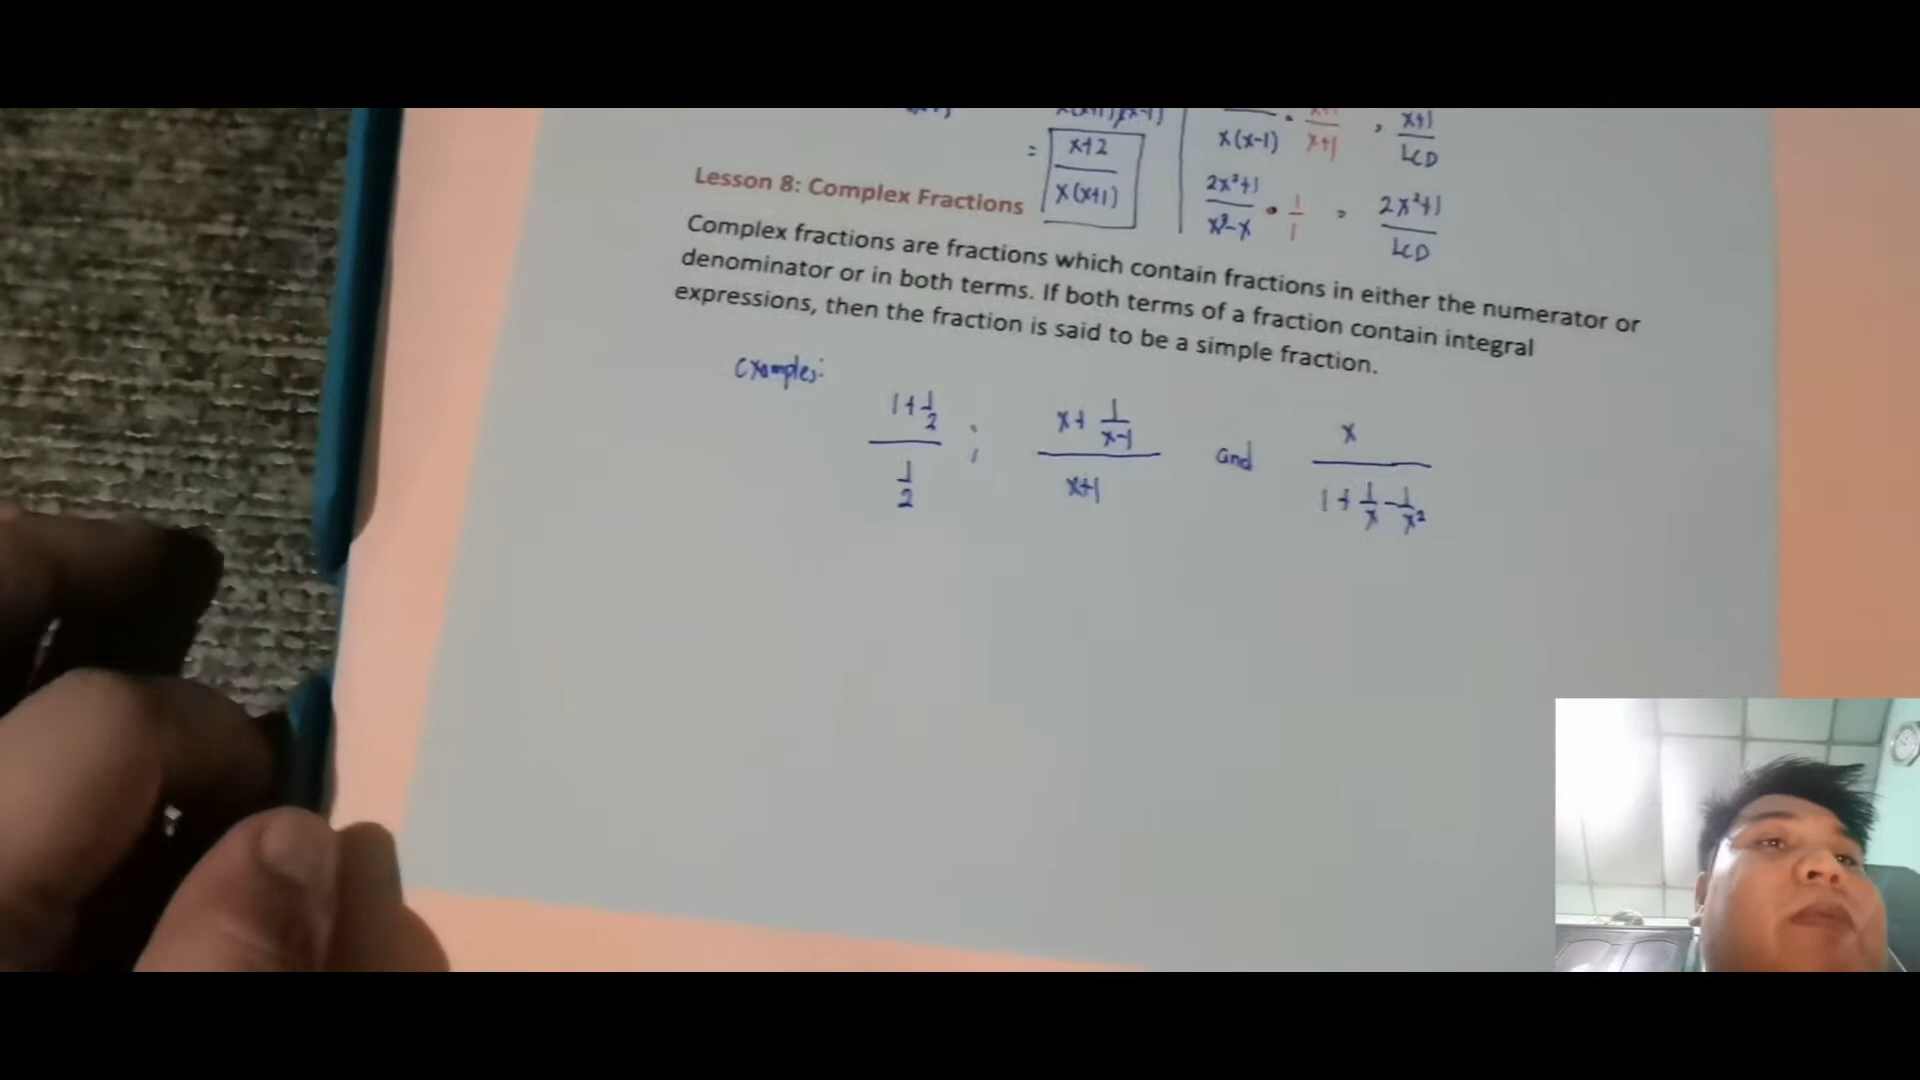 x(x-1) x+1 , x+1/LCD
= x+2/x(x+1)
2x²+1/x²-x • 1/1 , 2x²+1/LCD
Lesson 8: Complex Fractions
Complex fractions are fractions which contain fractions in either the numerator or
denominator or in both terms. If both terms of a fraction contain integral
expressions, then the fraction is said to be a simple fraction.
Examples:
1+1/2 / 1/2 ; x+1/x-1 / x+1 and x / 1+1/x-1/x²